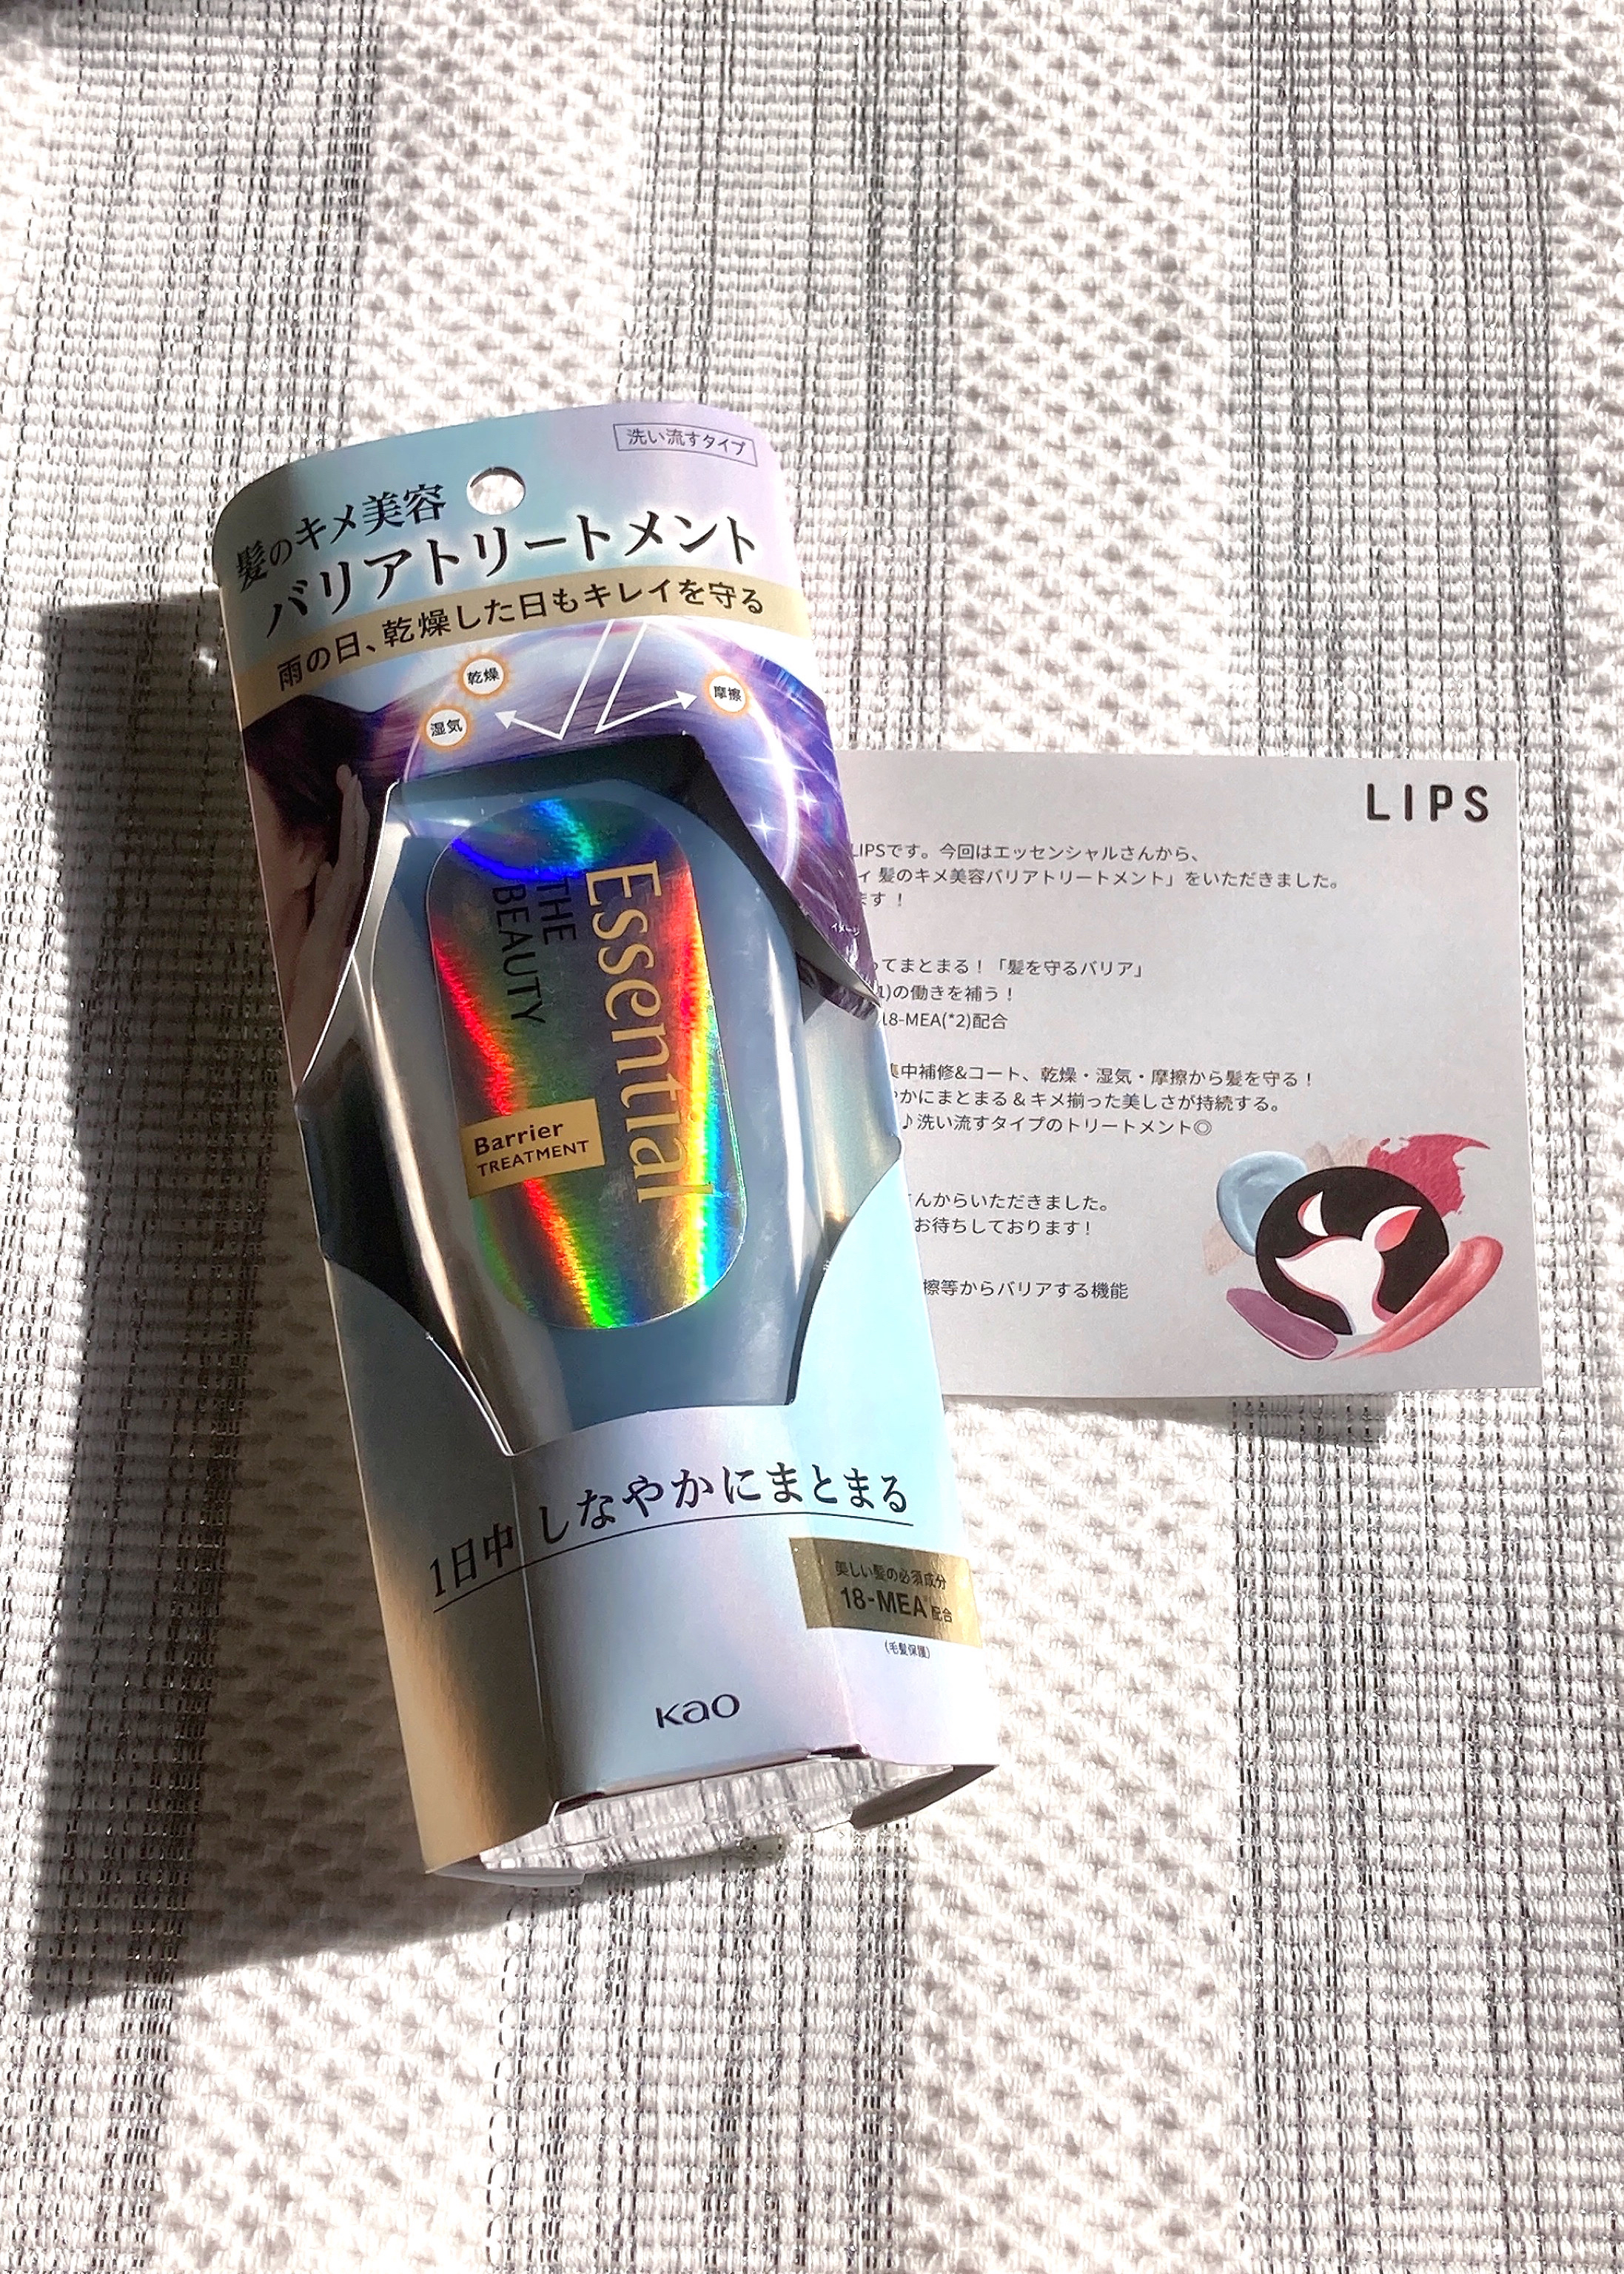 洗い流すタイプ
髪のキメ美容
バリアトリートメント
雨の日、乾燥した日もキレイを守る
乾燥
湿気
摩擦
イメージ
Essential
THE
BEAUTY
Barrier
TREATMENT
1日中 しなやかにまとまる
美しい髪の必須成分
18-MEA 配合
(毛髪保護)
Kao
LIPS
LIPSです。今回はエッセンシャルさんから、
ィ 髪のキメ美容バリアトリートメント」をいただきました。
ます！
ってまとまる！「髪を守るバリア」
1)の働きを補う！
18-MEA(*2)配合
集中補修&コート、乾燥・湿気・摩擦から髪を守る！
やかにまとまる & キメ揃った美しさが持続する。
♪洗い流すタイプのトリートメント◎
さんからいただきました。
お待ちしております！
擦等からバリアする機能